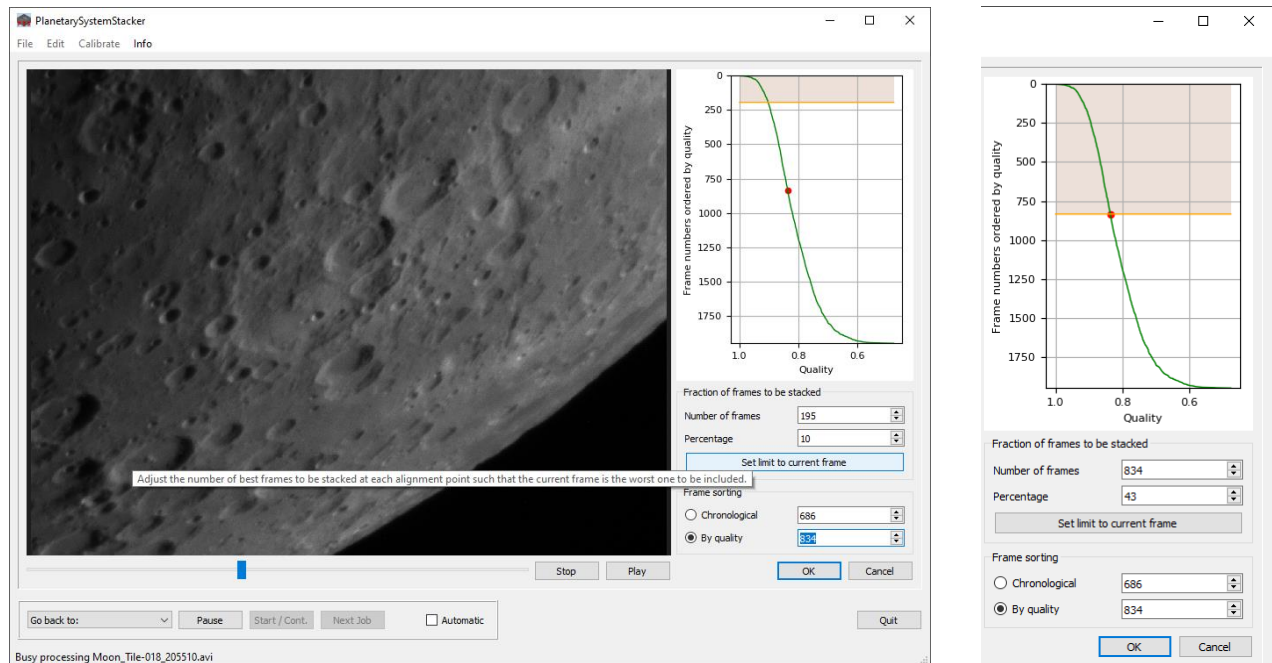 PlanetarySystemStacker
File Edit Calibrate Info
0
250
500
750
1000
1250
1500
1750
Frame numbers ordered by quality
1.0 0.8 0.6
Quality
Fraction of frames to be stacked
Number of frames 195
Percentage 10
Set limit to current frame
Adjust the number of best frames to be stacked at each alignment point such that the current frame is the worst one to be included.
Frame sorting
Chronological 686
By quality 834
Stop Play OK Cancel
Go back to: Pause Start / Cont. Next Job Automatic Quit
Busy processing Moon_Tile-018_205510.avi
0
250
500
750
1000
1250
1500
1750
Frame numbers ordered by quality
1.0 0.8 0.6
Quality
Fraction of frames to be stacked
Number of frames 834
Percentage 43
Set limit to current frame
Frame sorting
Chronological 686
By quality 834
OK Cancel